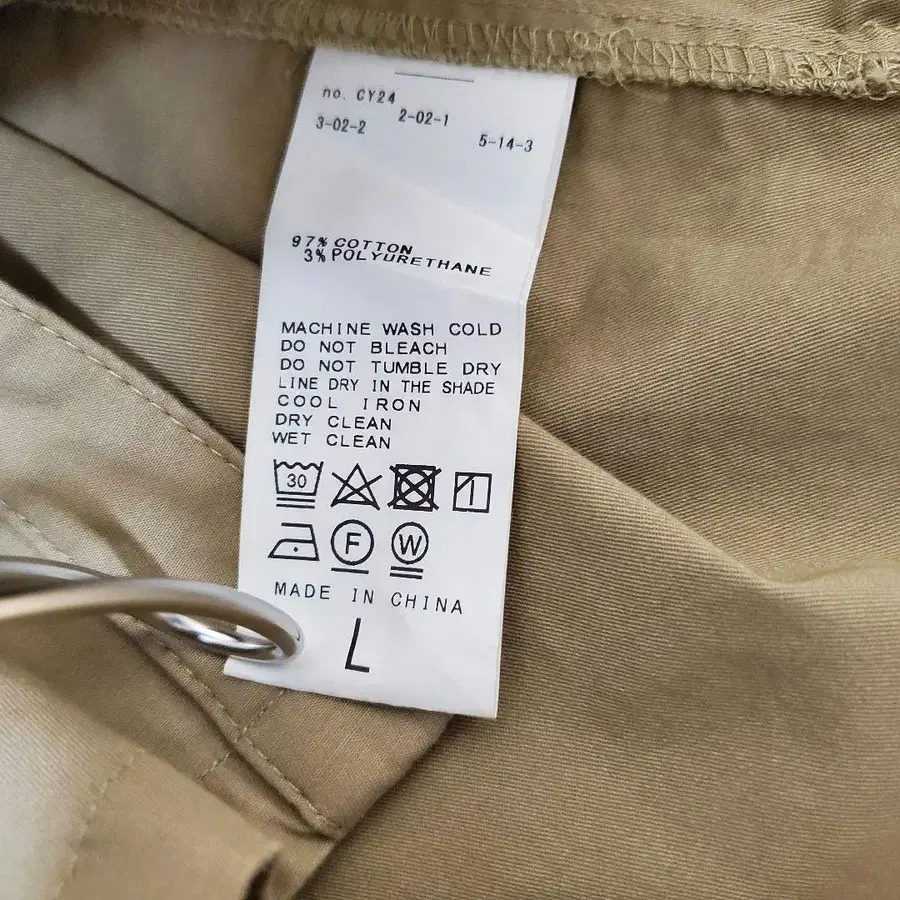 no. CY24
2-02-1
3-02-2
5-14-3
97% COTTON
3% POLYURETHANE
MACHINE WASH COLD
DO NOT BLEACH
DO NOT TUMBLE DRY
LINE DRY IN THE SHADE
COOL IRON
DRY CLEAN
WET CLEAN
30
F W
MADE IN CHINA
L